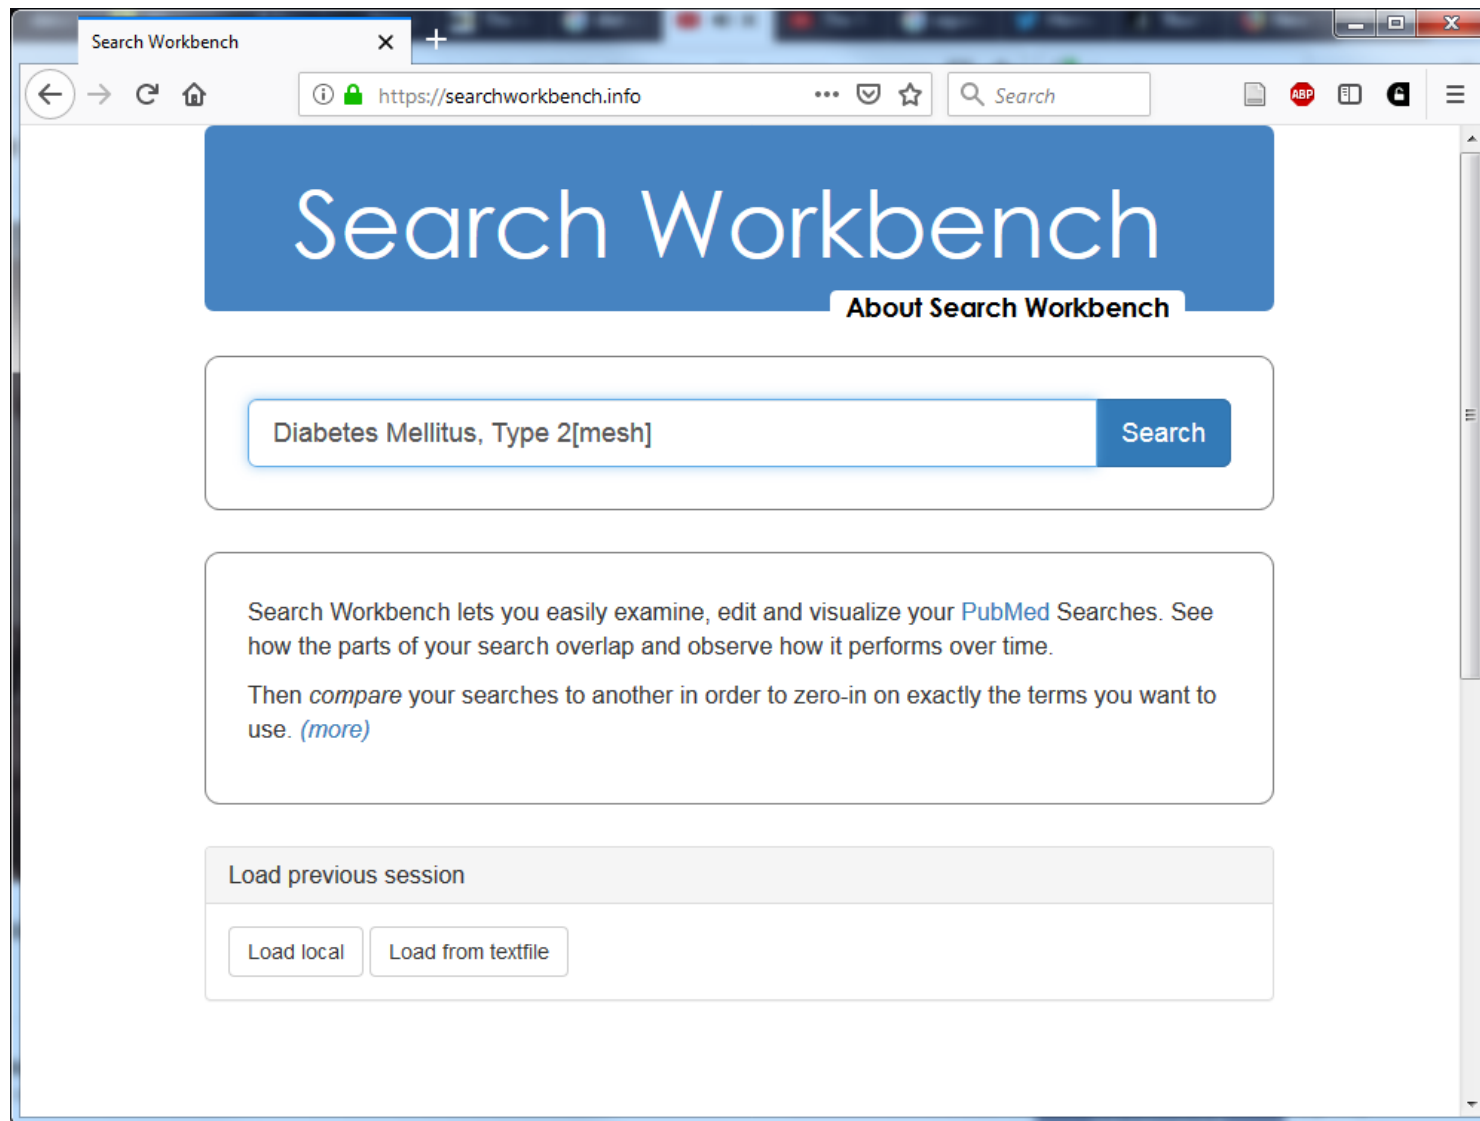 Search Workbench
https://searchworkbench.info
Search
ABP
Search Workbench
About Search Workbench
Diabetes Mellitus, Type 2[mesh]
Search
Search Workbench lets you easily examine, edit and visualize your PubMed Searches. See
how the parts of your search overlap and observe how it performs over time.
Then compare your searches to another in order to zero-in on exactly the terms you want to
use. (more)
Load previous session
Load local
Load from textfile